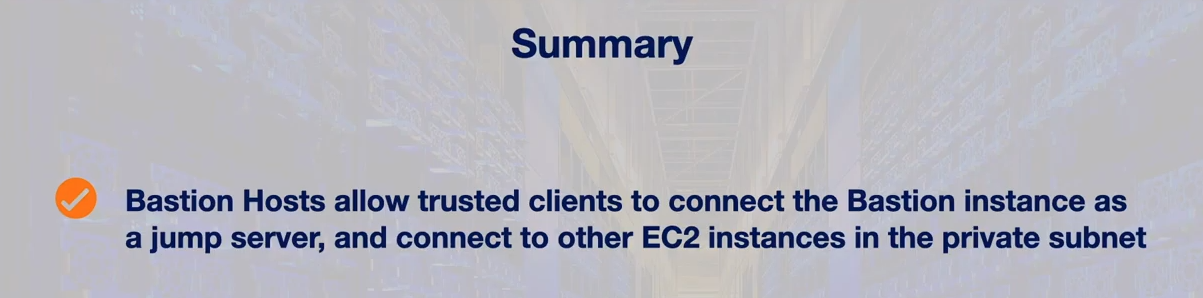 Summary
Bastion Hosts allow trusted clients to connect the Bastion instance as
a jump server, and connect to other EC2 instances in the private subnet